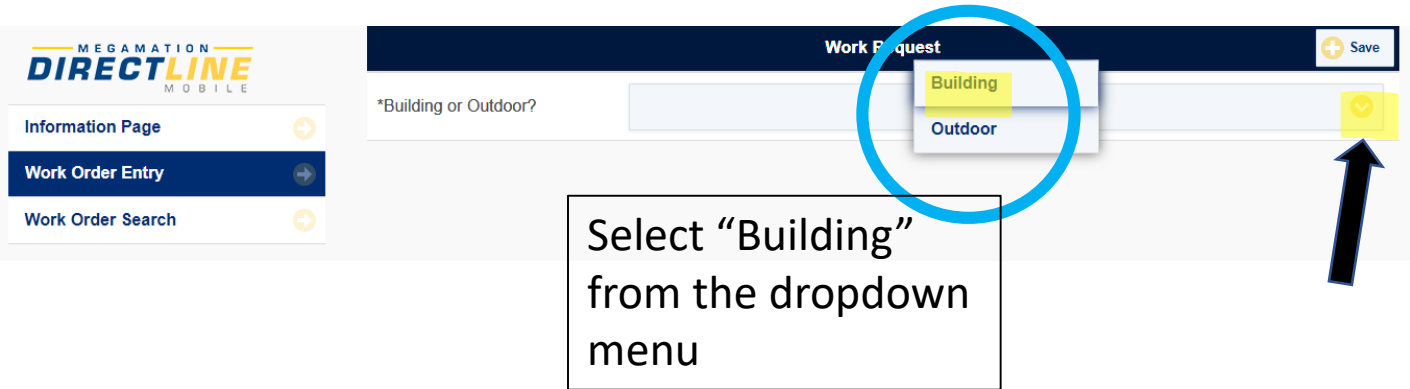 MEGAMATION
DIRECTLINE
MOBILE
Information Page
Work Order Entry
Work Order Search
Work Request
Save
*Building or Outdoor?
Building
Outdoor
Select “Building”
from the dropdown
menu